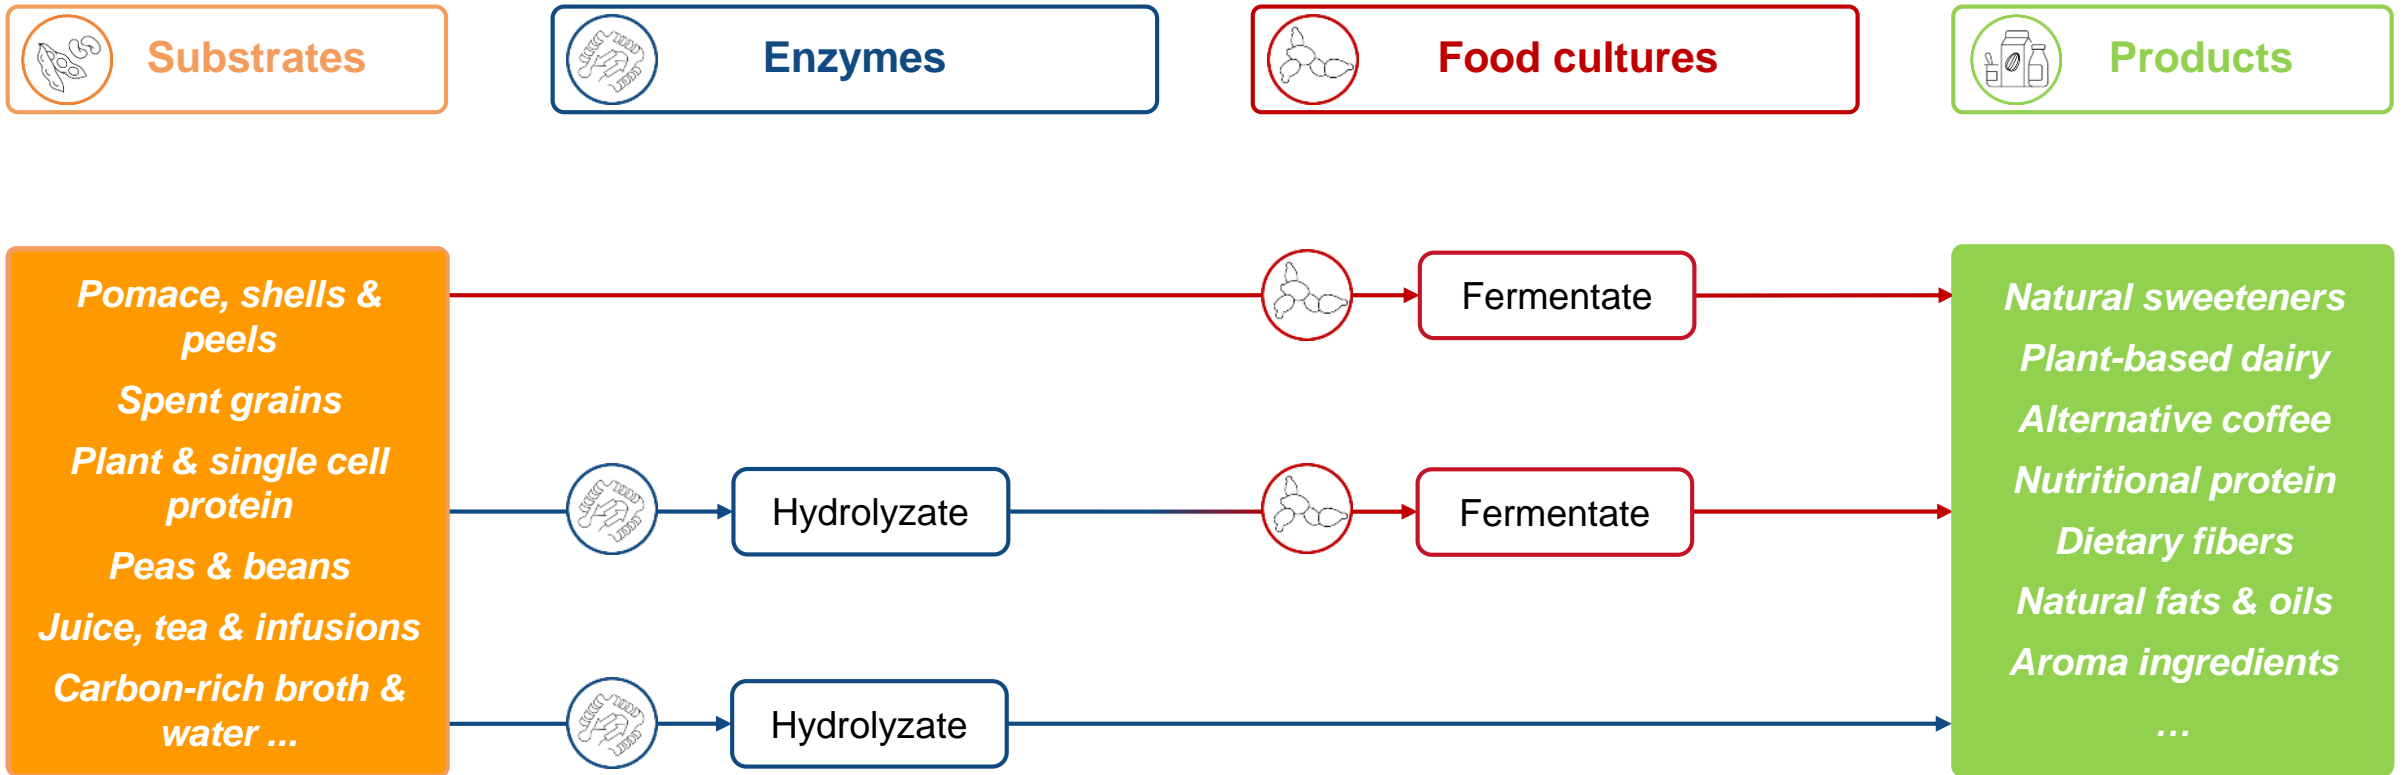 Substrates
Enzymes
Food cultures
Products
Pomace, shells &
peels
Spent grains
Plant & single cell
protein
Peas & beans
Juice, tea & infusions
Carbon-rich broth &
water ...
Fermentate
Hydrolyzate
Fermentate
Hydrolyzate
Natural sweeteners
Plant-based dairy
Alternative coffee
Nutritional protein
Dietary fibers
Natural fats & oils
Aroma ingredients
...